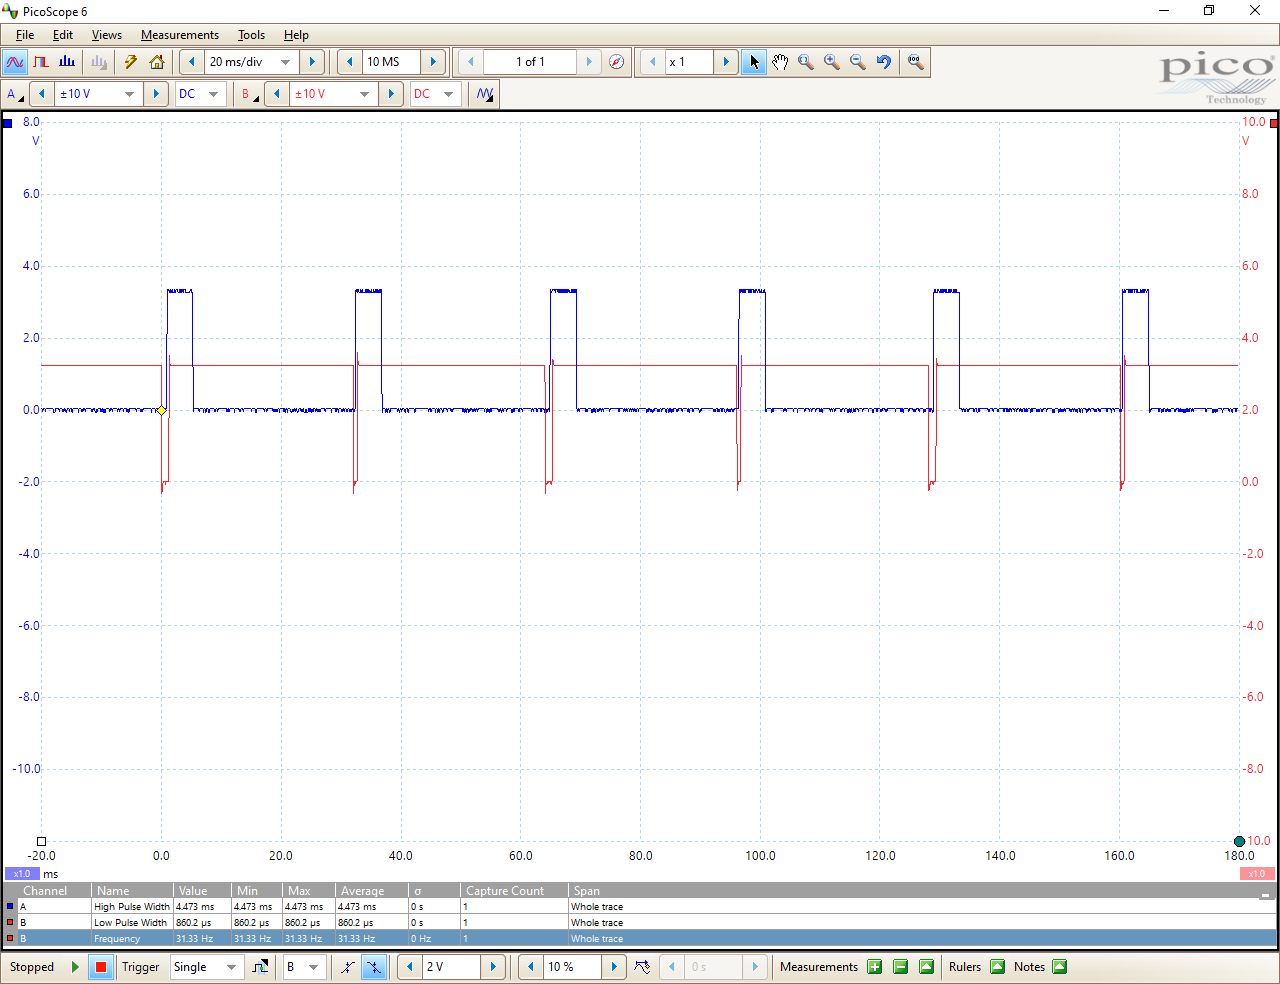 PicoScope 6
File Edit Views Measurements Tools Help
20 ms/div 10 MS 1 of 1 x 1
pico
Technology
A ±10 V DC B ±10 V DC
8.0 10.0
V V
6.0 8.0
4.0 6.0
2.0 4.0
0.0 2.0
-2.0 0.0
-4.0 -2.0
-6.0 -4.0
-8.0 -6.0
-10.0 -8.0
10.0
-20.0 0.0 20.0 40.0 60.0 80.0 100.0 120.0 140.0 160.0 180.0
x1.0 ms x1.0
Channel Name Value Min Max Average σ Capture Count Span
A High Pulse Width 4.473 ms 4.473 ms 4.473 ms 4.473 ms 0 s 1 Whole trace
B Low Pulse Width 860.2 µs 860.2 µs 860.2 µs 860.2 µs 0 s 1 Whole trace
B Frequency 31.33 Hz 31.33 Hz 31.33 Hz 31.33 Hz 0 Hz 1 Whole trace
Stopped Trigger Single B 2 V 10 % 0 s Measurements Rulers Notes